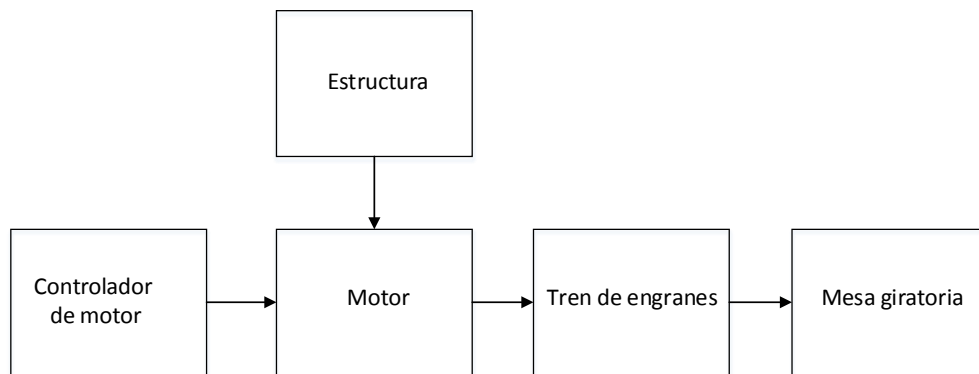 Estructura
Controlador
de motor
Motor
Tren de engranes
Mesa giratoria